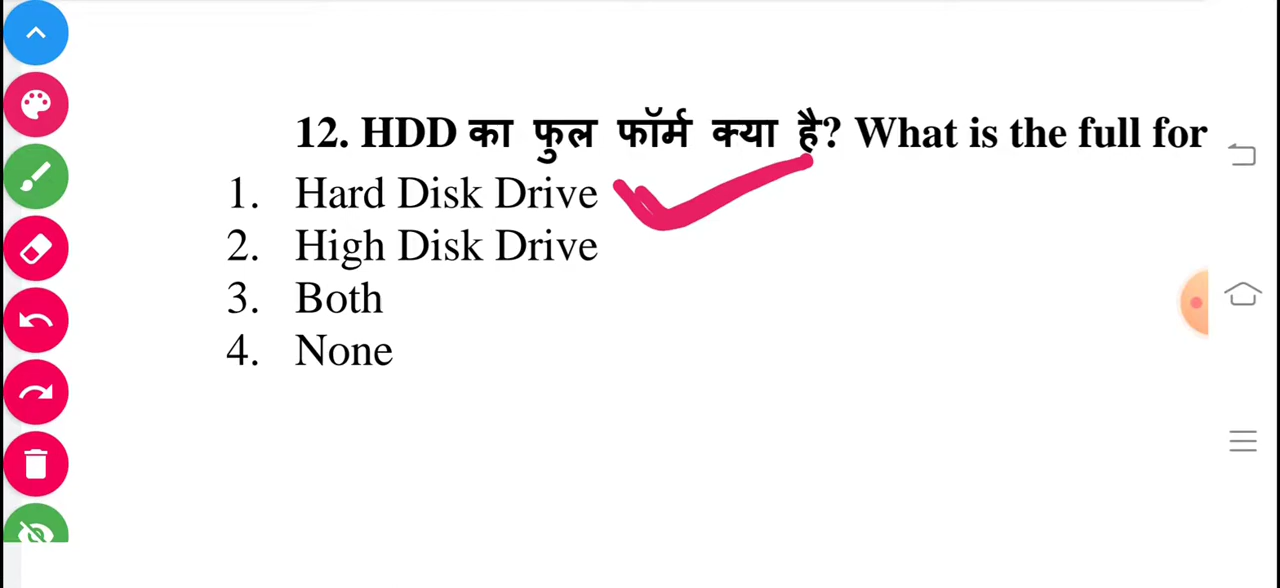 12. HDD का फुल फॉर्म क्या है? What is the full for
1. Hard Disk Drive
2. High Disk Drive
3. Both
4. None